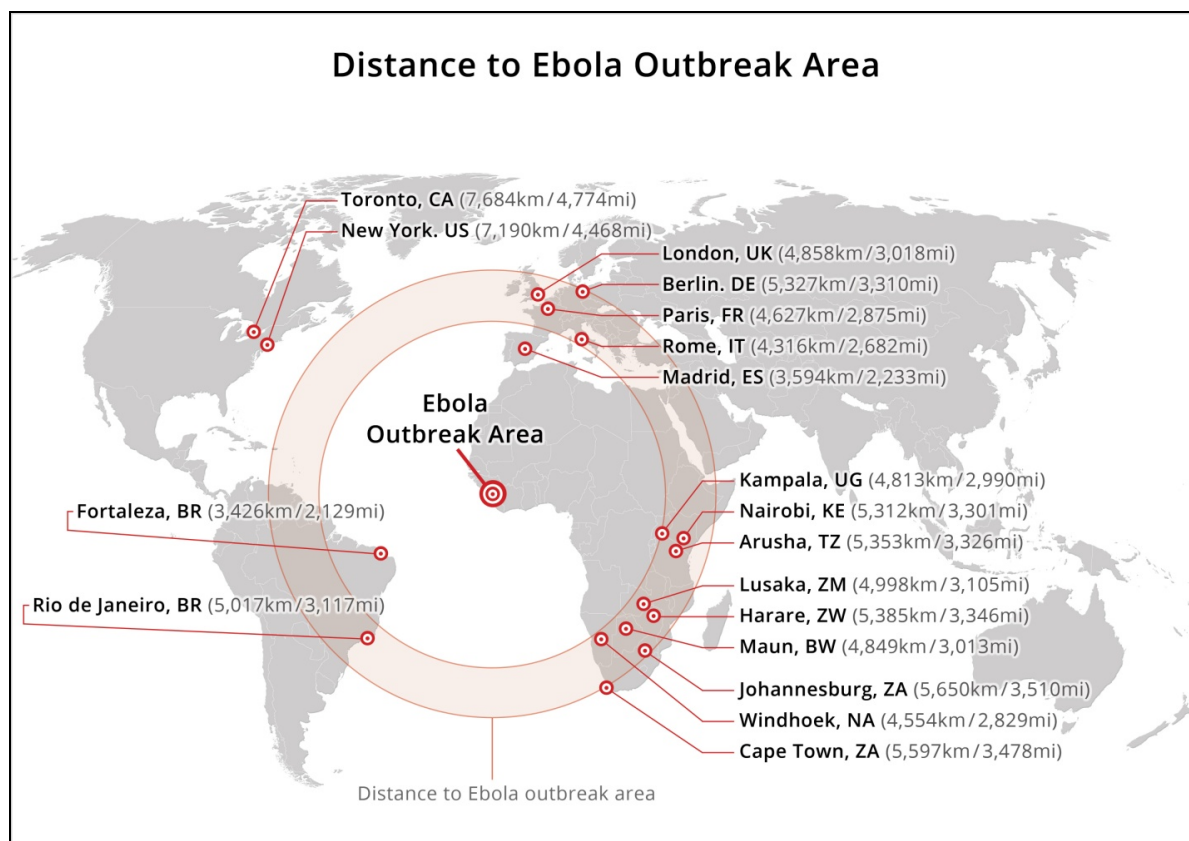 Distance to Ebola Outbreak Area
Toronto, CA (7,684km/4,774mi)
New York. US (7,190km/4,468mi)
London, UK (4,858km/3,018mi)
Berlin. DE (5,327km/3,310mi)
Paris, FR (4,627km/2,875mi)
Rome, IT (4,316km/2,682mi)
Madrid, ES (3,594km/2,233mi)
Ebola
Outbreak Area
Fortaleza, BR (3,426km/2,129mi)
Rio de Janeiro, BR (5,017km/3,117mi)
Kampala, UG (4,813km/2,990mi)
Nairobi, KE (5,312km/3,301mi)
Arusha, TZ (5,353km/3,326mi)
Lusaka, ZM (4,998km/3,105mi)
Harare, ZW (5,385km/3,346mi)
Maun, BW (4,849km/3,013mi)
Johannesburg, ZA (5,650km/3,510mi)
Windhoek, NA (4,554km/2,829mi)
Cape Town, ZA (5,597km/3,478mi)
Distance to Ebola outbreak area